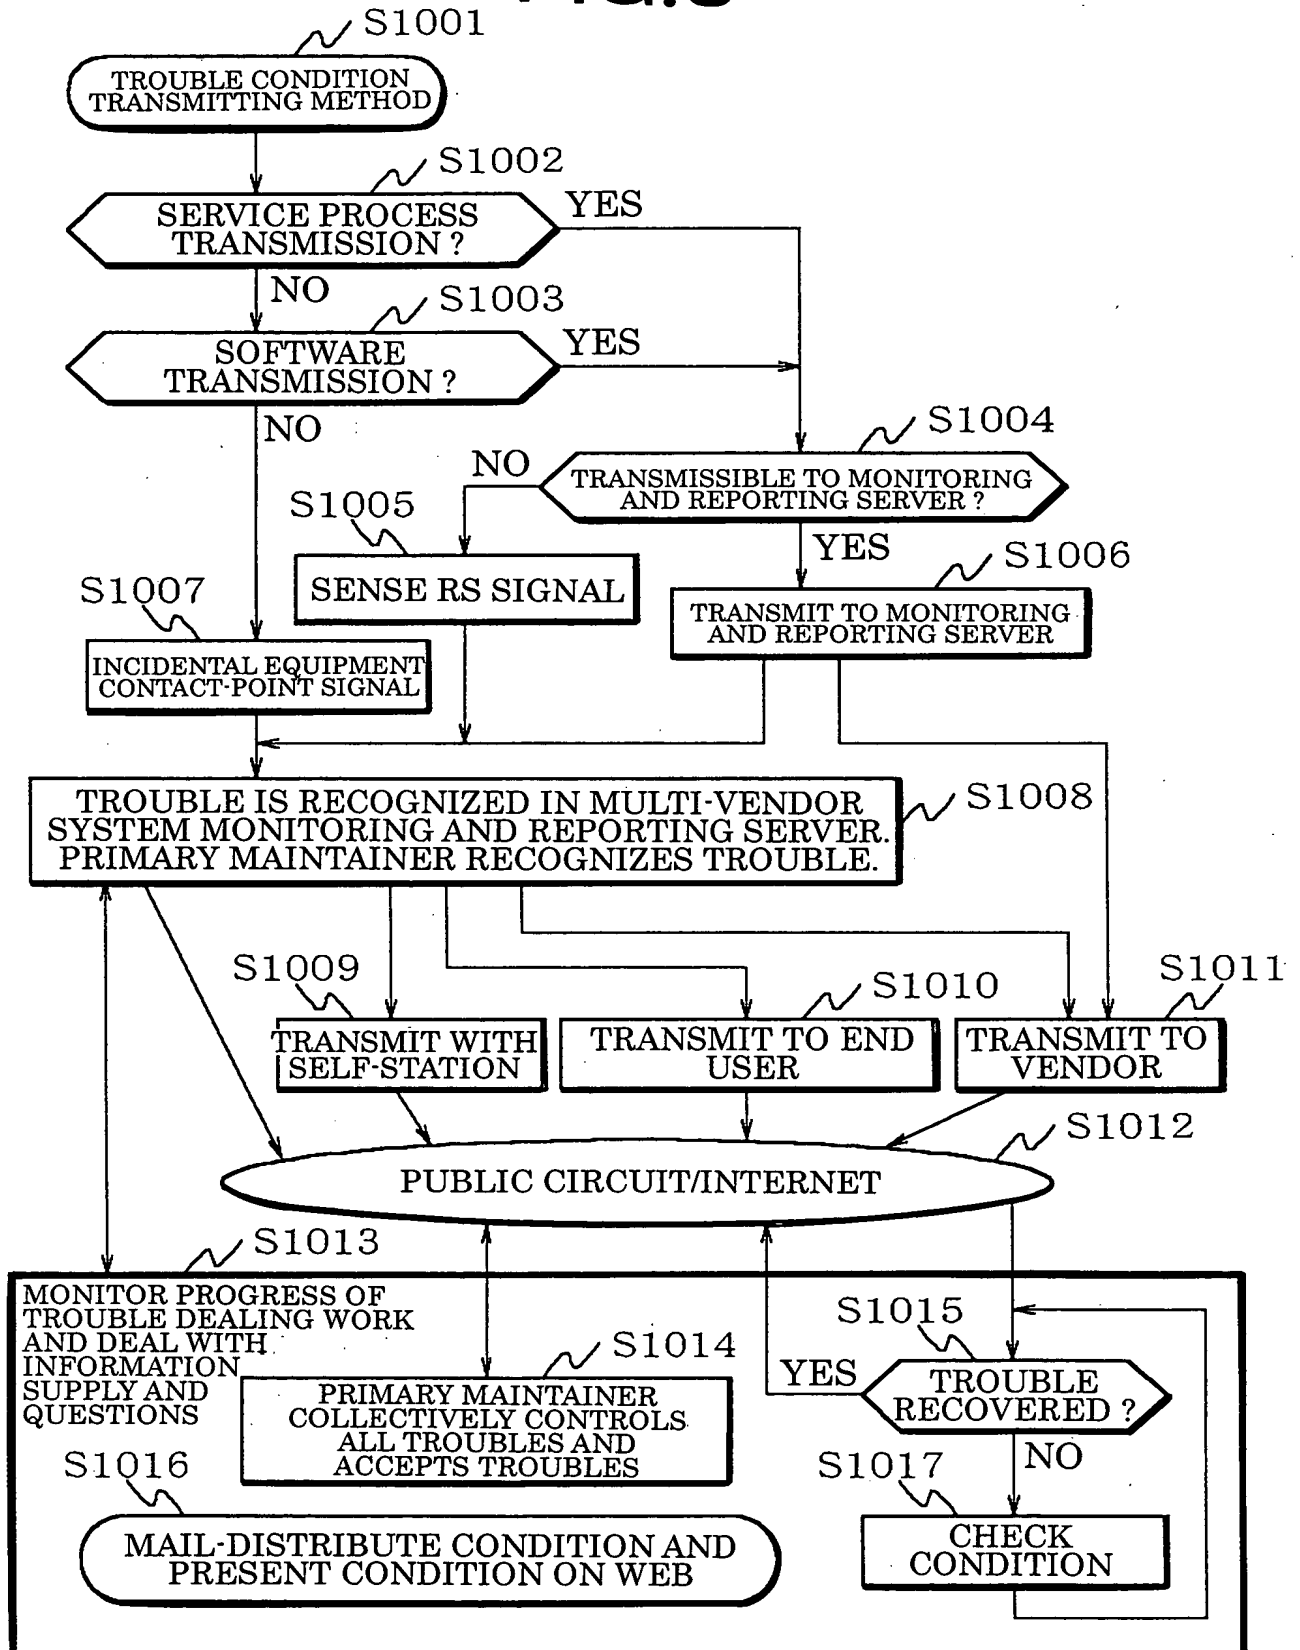 S1001
TROUBLE CONDITION
TRANSMITTING METHOD
S1002
SERVICE PROCESS
TRANSMISSION ?
YES
NO
S1003
SOFTWARE
TRANSMISSION ?
YES
NO
S1004
TRANSMISSIBLE TO MONITORING
AND REPORTING SERVER ?
NO
YES
S1005
SENSE RS SIGNAL
S1006
TRANSMIT TO MONITORING
AND REPORTING SERVER
S1007
INCIDENTAL EQUIPMENT
CONTACT-POINT SIGNAL
S1008
TROUBLE IS RECOGNIZED IN MULTI-VENDOR
SYSTEM MONITORING AND REPORTING SERVER.
PRIMARY MAINTAINER RECOGNIZES TROUBLE.
S1009
TRANSMIT WITH
SELF-STATION
S1010
TRANSMIT TO END
USER
S1011
TRANSMIT TO
VENDOR
S1012
PUBLIC CIRCUIT/INTERNET
S1013
MONITOR PROGRESS OF
TROUBLE DEALING WORK
AND DEAL WITH
INFORMATION
SUPPLY AND
QUESTIONS
S1014
PRIMARY MAINTAINER
COLLECTIVELY CONTROLS
ALL TROUBLES AND
ACCEPTS TROUBLES
S1015
TROUBLE
RECOVERED ?
YES
NO
S1016
MAIL-DISTRIBUTE CONDITION AND
PRESENT CONDITION ON WEB
S1017
CHECK
CONDITION